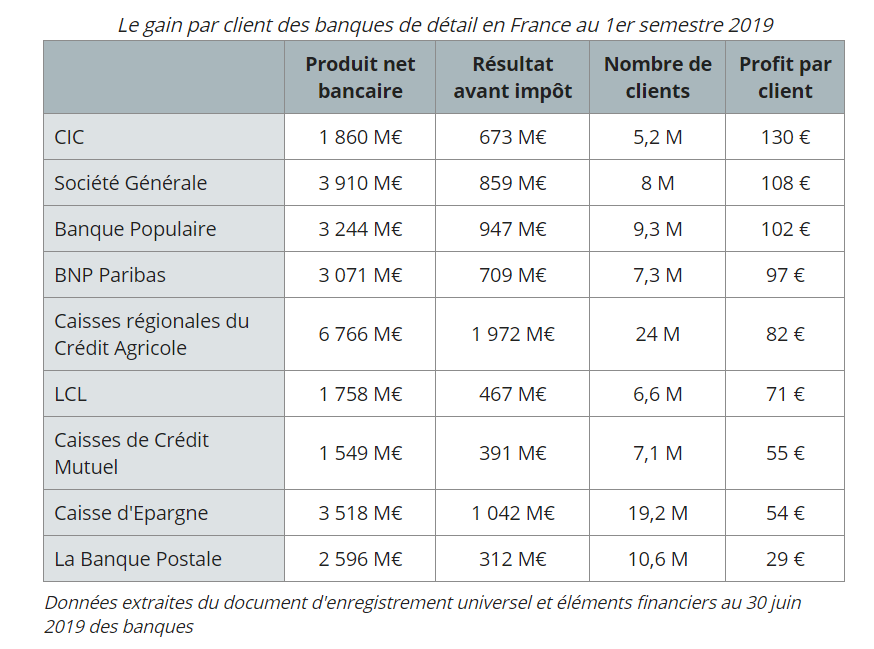 Le gain par client des banques de détail en France au 1er semestre 2019
Produit net bancaire Résultat avant impôt Nombre de clients Profit par client
CIC 1 860 M€ 673 M€ 5,2 M 130 €
Société Générale 3 910 M€ 859 M€ 8 M 108 €
Banque Populaire 3 244 M€ 947 M€ 9,3 M 102 €
BNP Paribas 3 071 M€ 709 M€ 7,3 M 97 €
Caisses régionales du Crédit Agricole 6 766 M€ 1 972 M€ 24 M 82 €
LCL 1 758 M€ 467 M€ 6,6 M 71 €
Caisses de Crédit Mutuel 1 549 M€ 391 M€ 7,1 M 55 €
Caisse d'Epargne 3 518 M€ 1 042 M€ 19,2 M 54 €
La Banque Postale 2 596 M€ 312 M€ 10,6 M 29 €
Données extraites du document d'enregistrement universel et éléments financiers au 30 juin
2019 des banques